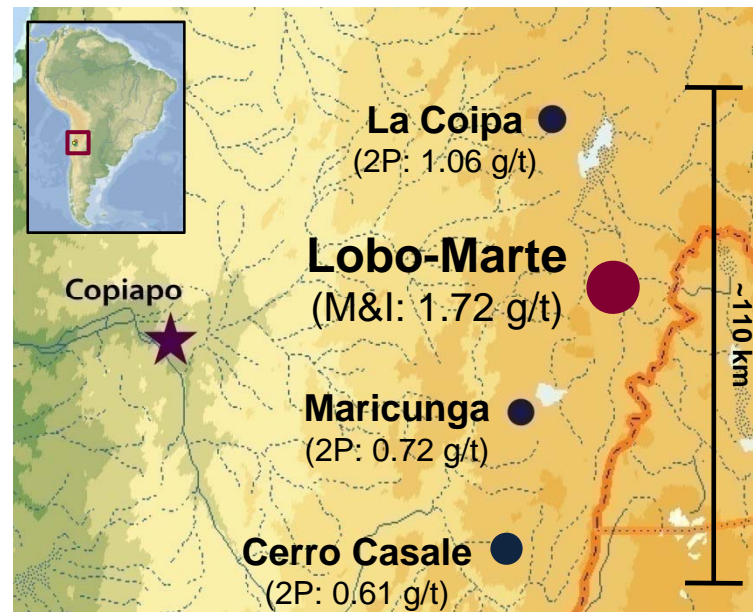 La Coipa
(2P: 1.06 g/t)
Lobo-Marte
(M&I: 1.72 g/t)
Copiapo
~110 km
Maricunga
(2P: 0.72 g/t)
Cerro Casale
(2P: 0.61 g/t)